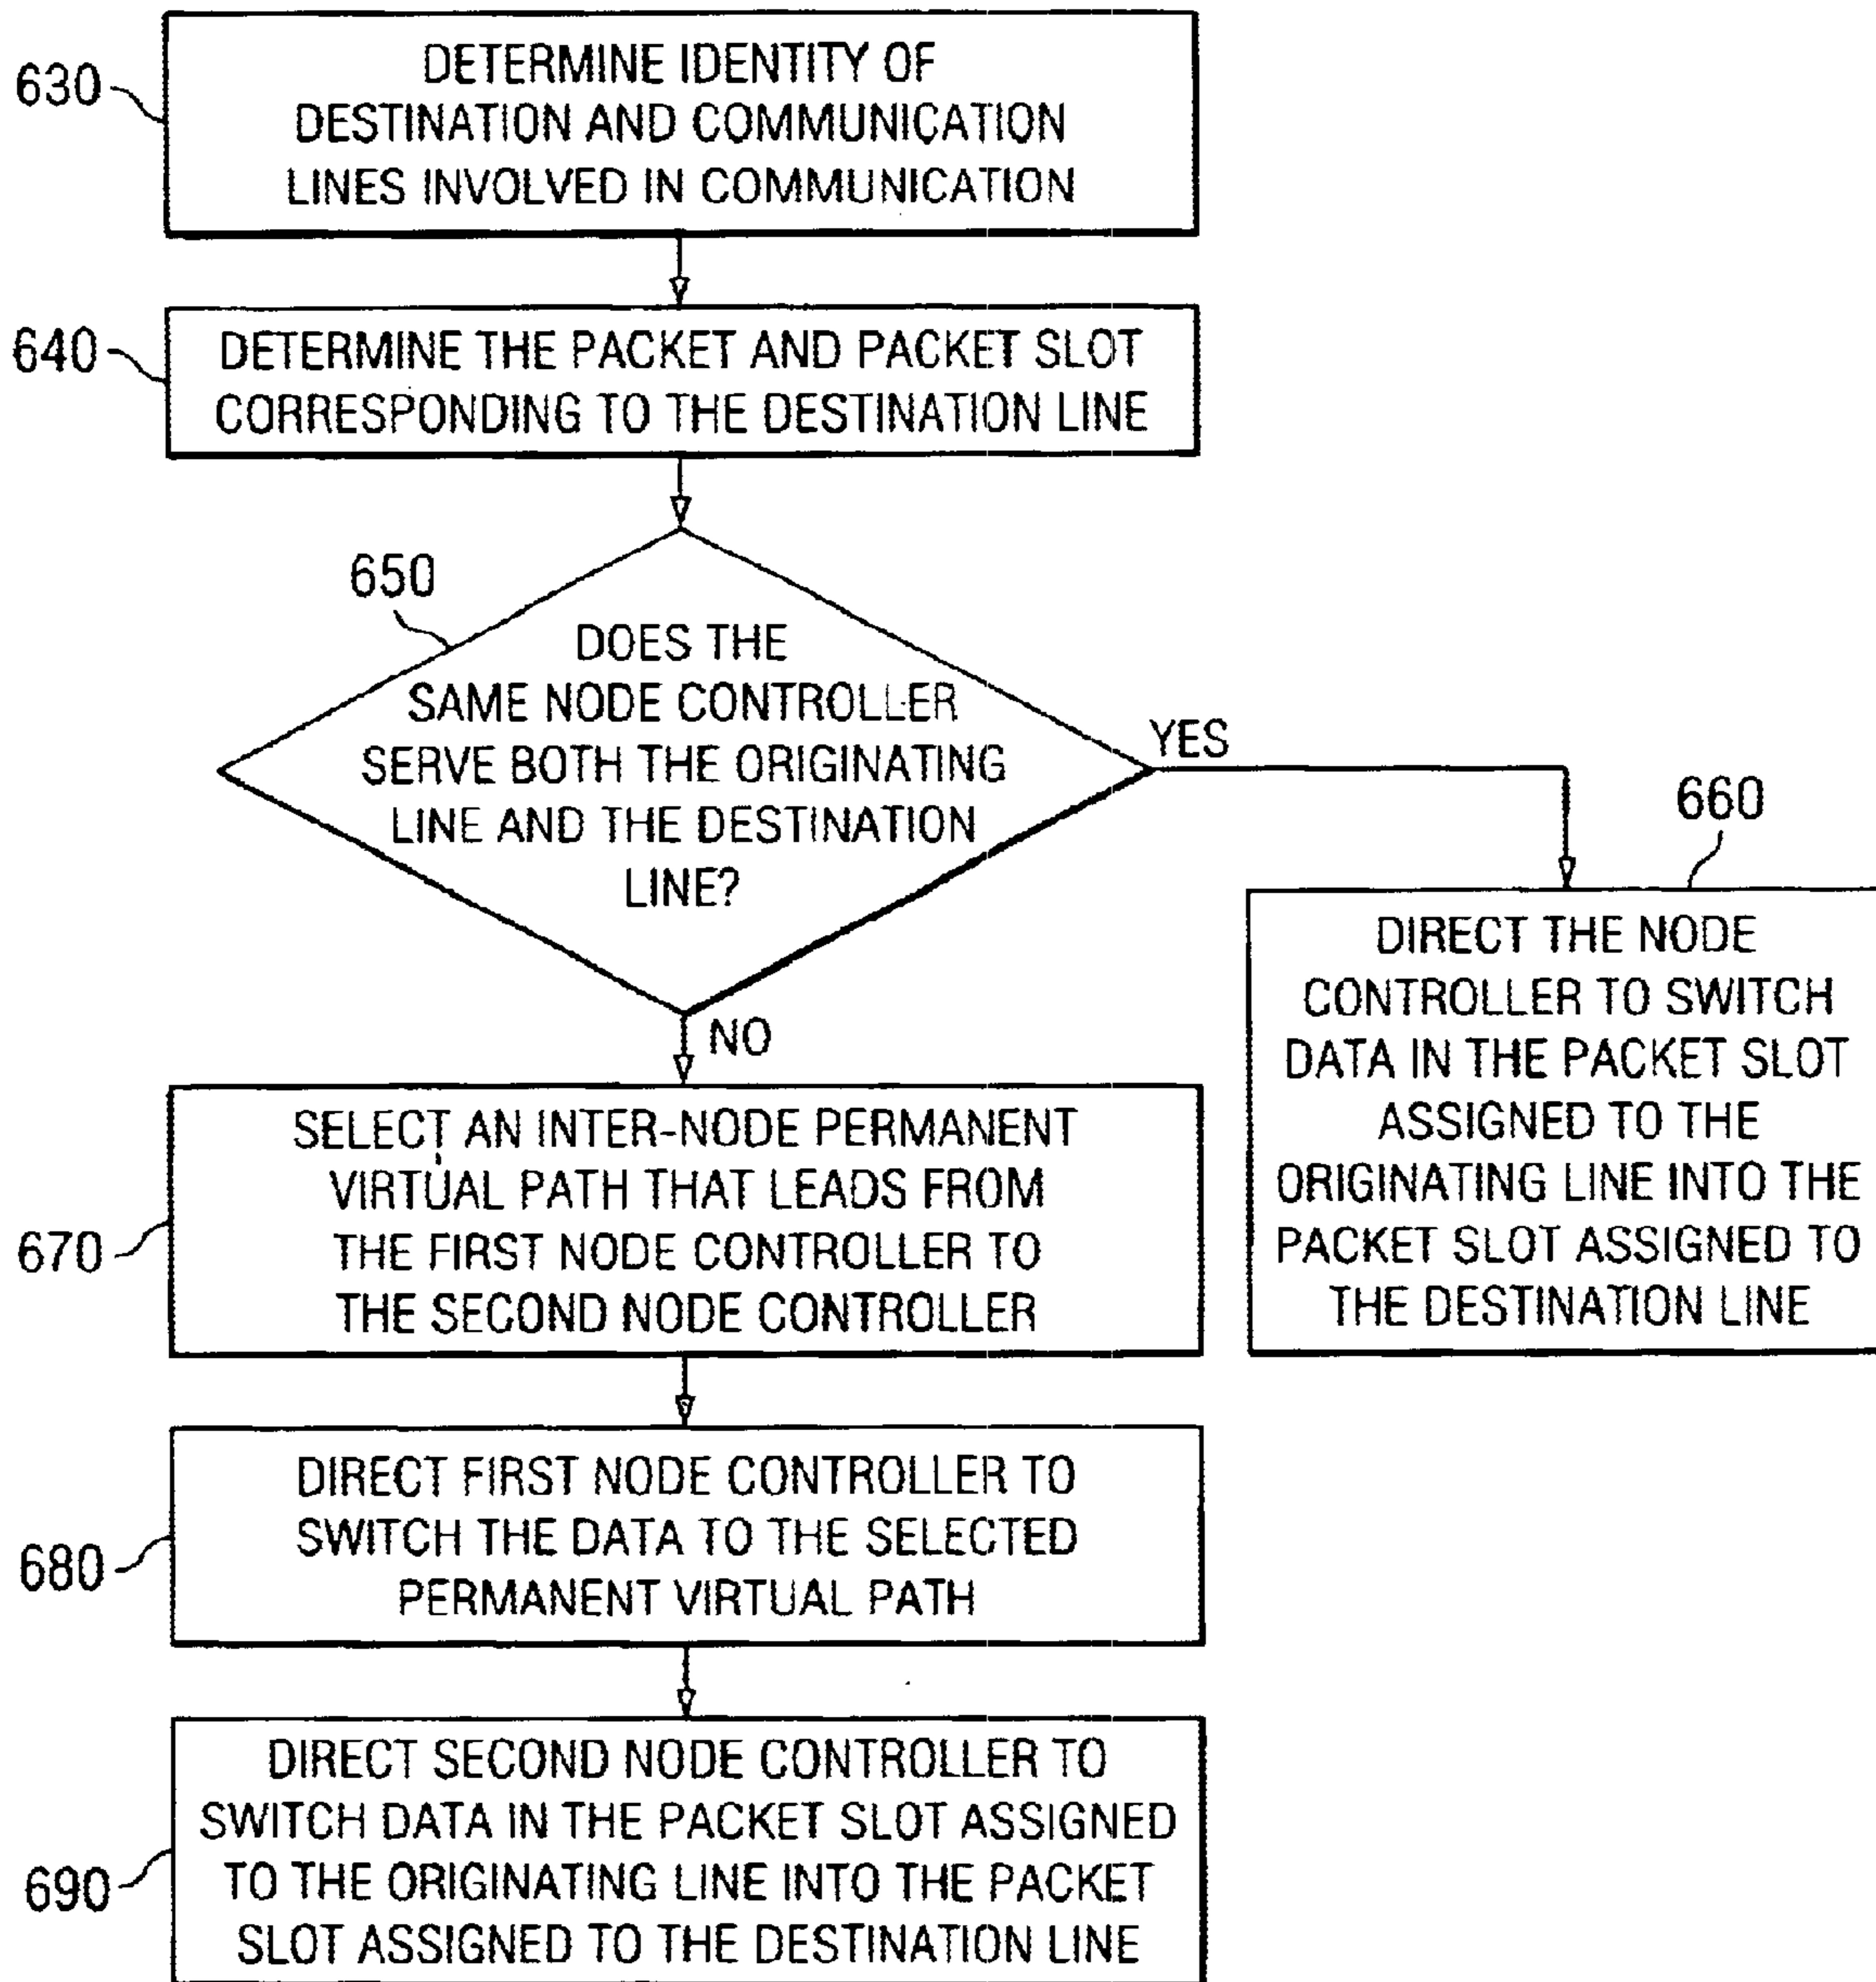 630
DETERMINE IDENTITY OF
DESTINATION AND COMMUNICATION
LINES INVOLVED IN COMMUNICATION
640
DETERMINE THE PACKET AND PACKET SLOT
CORRESPONDING TO THE DESTINATION LINE
650
DOES THE
SAME NODE CONTROLLER
SERVE BOTH THE ORIGINATING
LINE AND THE DESTINATION
LINE?
YES
660
DIRECT THE NODE
CONTROLLER TO SWITCH
DATA IN THE PACKET SLOT
ASSIGNED TO THE
ORIGINATING LINE INTO THE
PACKET SLOT ASSIGNED TO
THE DESTINATION LINE
NO
670
SELECT AN INTER-NODE PERMANENT
VIRTUAL PATH THAT LEADS FROM
THE FIRST NODE CONTROLLER TO
THE SECOND NODE CONTROLLER
680
DIRECT FIRST NODE CONTROLLER TO
SWITCH THE DATA TO THE SELECTED
PERMANENT VIRTUAL PATH
690
DIRECT SECOND NODE CONTROLLER TO
SWITCH DATA IN THE PACKET SLOT ASSIGNED
TO THE ORIGINATING LINE INTO THE PACKET
SLOT ASSIGNED TO THE DESTINATION LINE